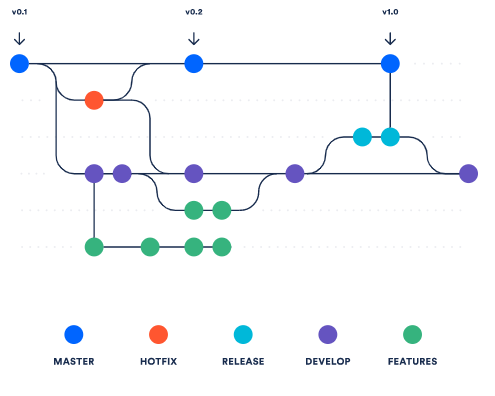 v0.1 v0.2 v1.0
MASTER HOTFIX RELEASE DEVELOP FEATURES